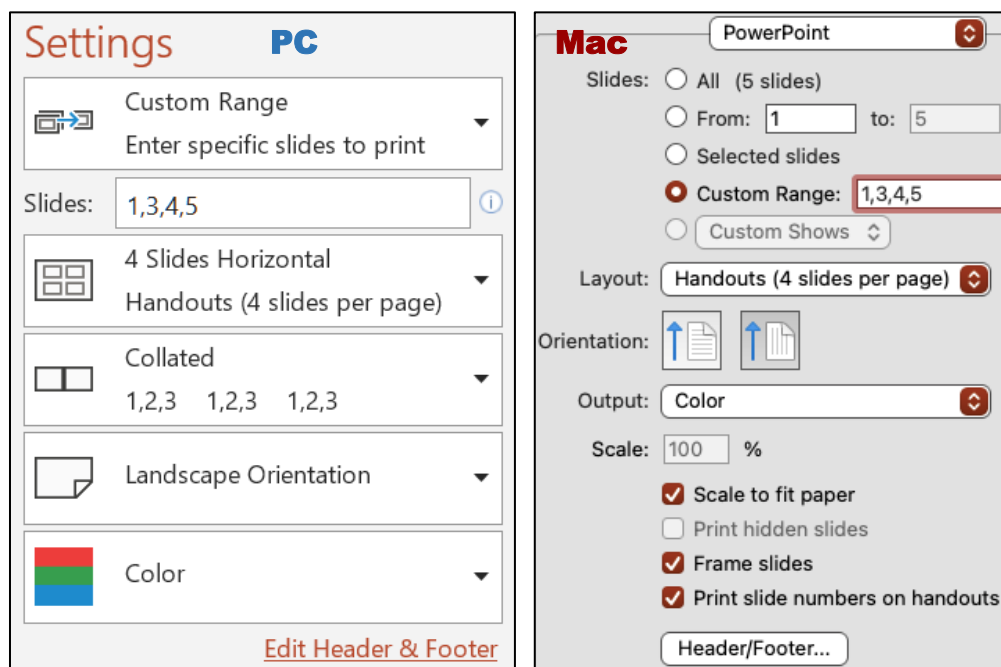 Settings PC
Custom Range
Enter specific slides to print
Slides: 1,3,4,5
4 Slides Horizontal
Handouts (4 slides per page)
Collated
1,2,3 1,2,3 1,2,3
Landscape Orientation
Color
Edit Header & Footer
Mac PowerPoint
Slides: All (5 slides)
From: 1 to: 5
Selected slides
Custom Range: 1,3,4,5
Custom Shows
Layout: Handouts (4 slides per page)
Orientation:
Output: Color
Scale: 100 %
Scale to fit paper
Print hidden slides
Frame slides
Print slide numbers on handouts
Header/Footer...